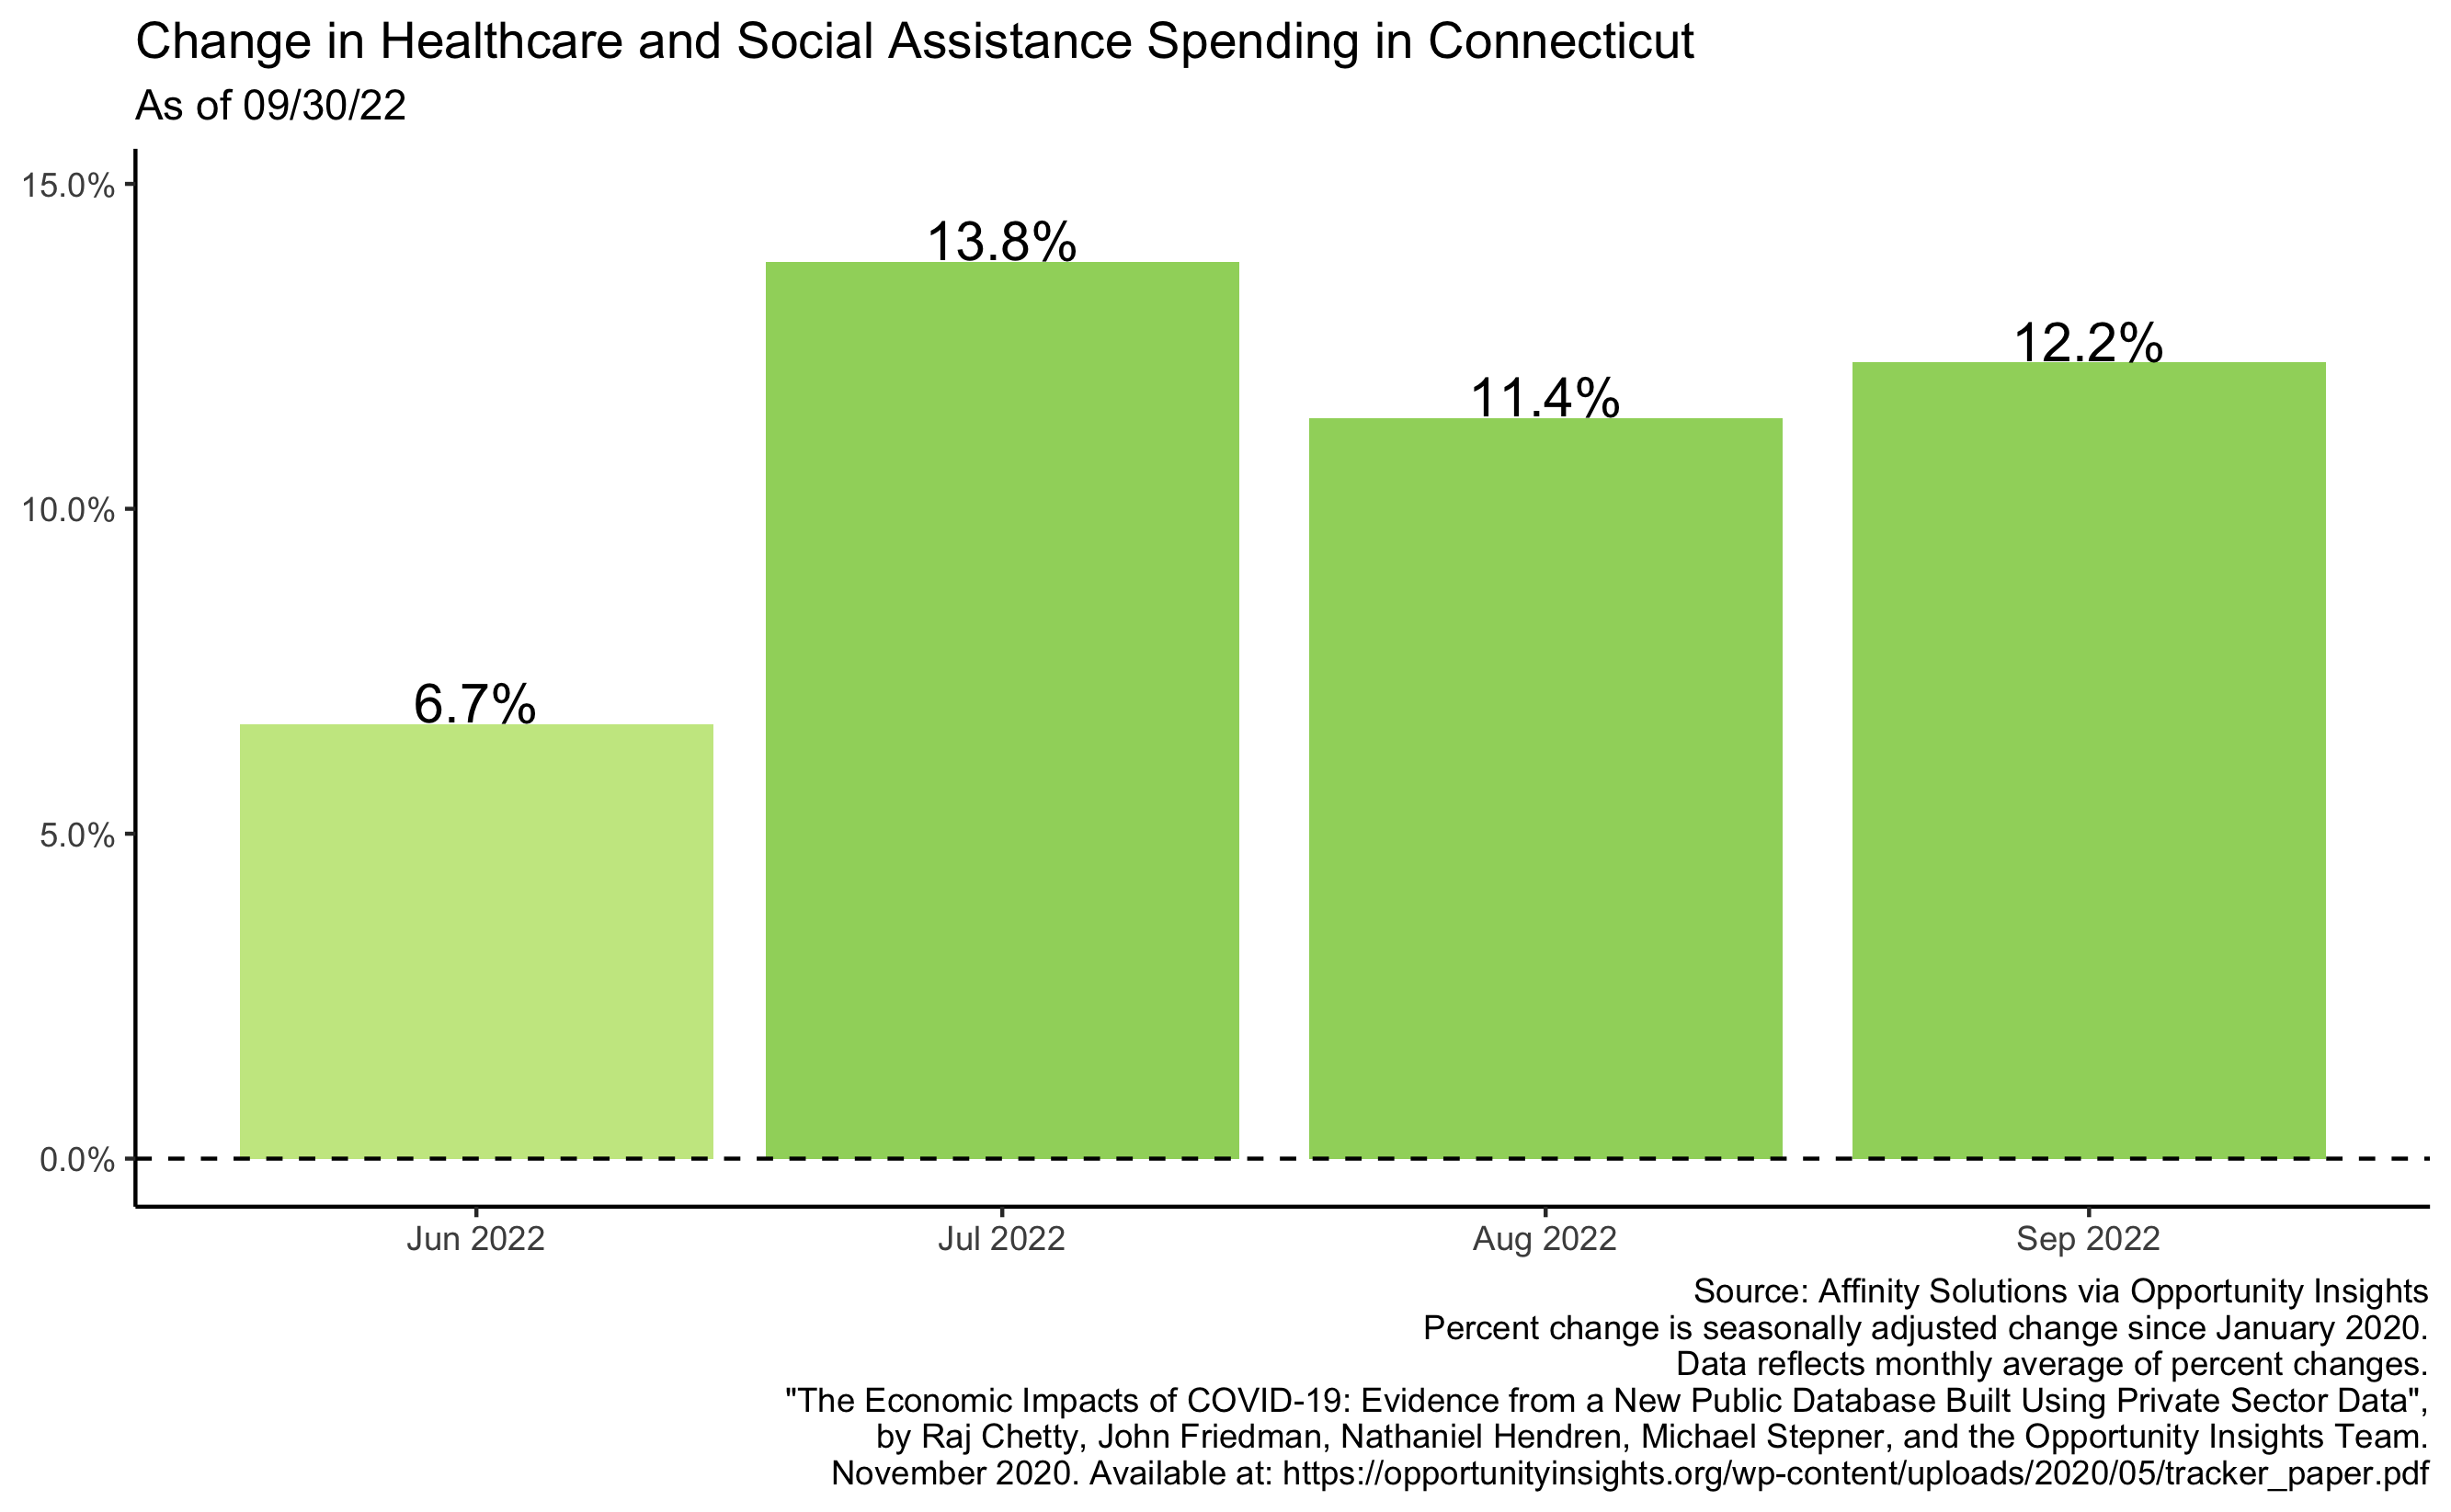 Change in Healthcare and Social Assistance Spending in Connecticut
As of 09/30/22
15.0%
10.0%
5.0%
0.0%
6.7%
13.8%
11.4%
12.2%
Jun 2022
Jul 2022
Aug 2022
Sep 2022
Source: Affinity Solutions via Opportunity Insights
Percent change is seasonally adjusted change since January 2020.
Data reflects monthly average of percent changes.
"The Economic Impacts of COVID-19: Evidence from a New Public Database Built Using Private Sector Data",
by Raj Chetty, John Friedman, Nathaniel Hendren, Michael Stepner, and the Opportunity Insights Team.
November 2020. Available at: https://opportunityinsights.org/wp-content/uploads/2020/05/tracker_paper.pdf